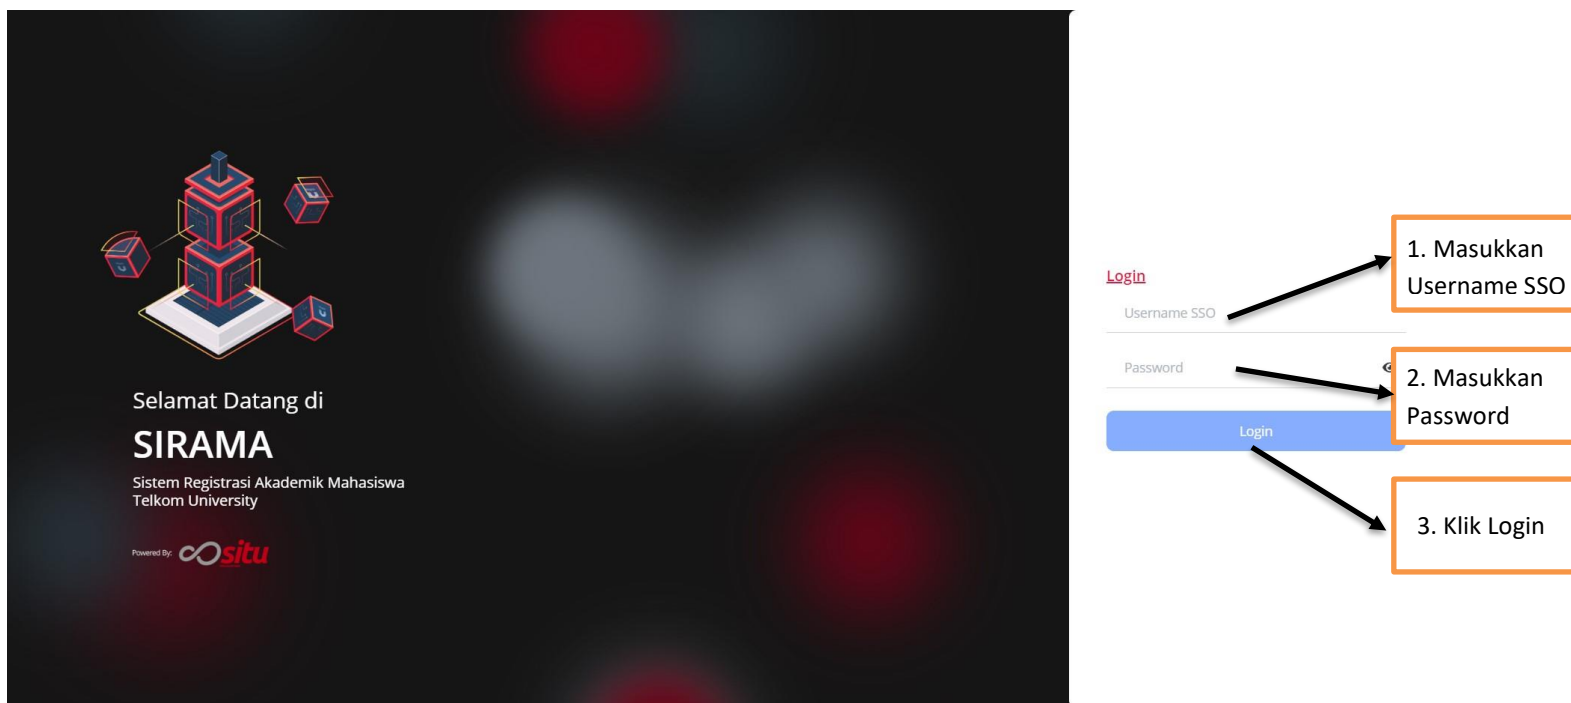 Selamat Datang di
SIRAMA
Sistem Registrasi Akademik Mahasiswa
Telkom University
Powered By:
situ
Login
Username SSO
Password
Login
1. Masukkan
Username SSO
2. Masukkan
Password
3. Klik Login